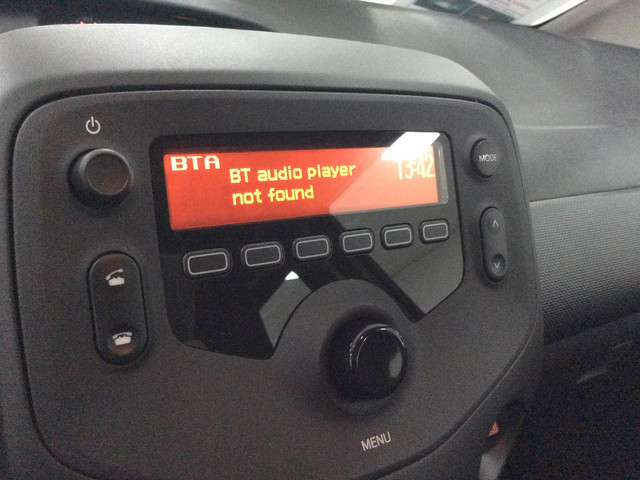 BTA
BT audio player
not found
13:42
MODE
MENU